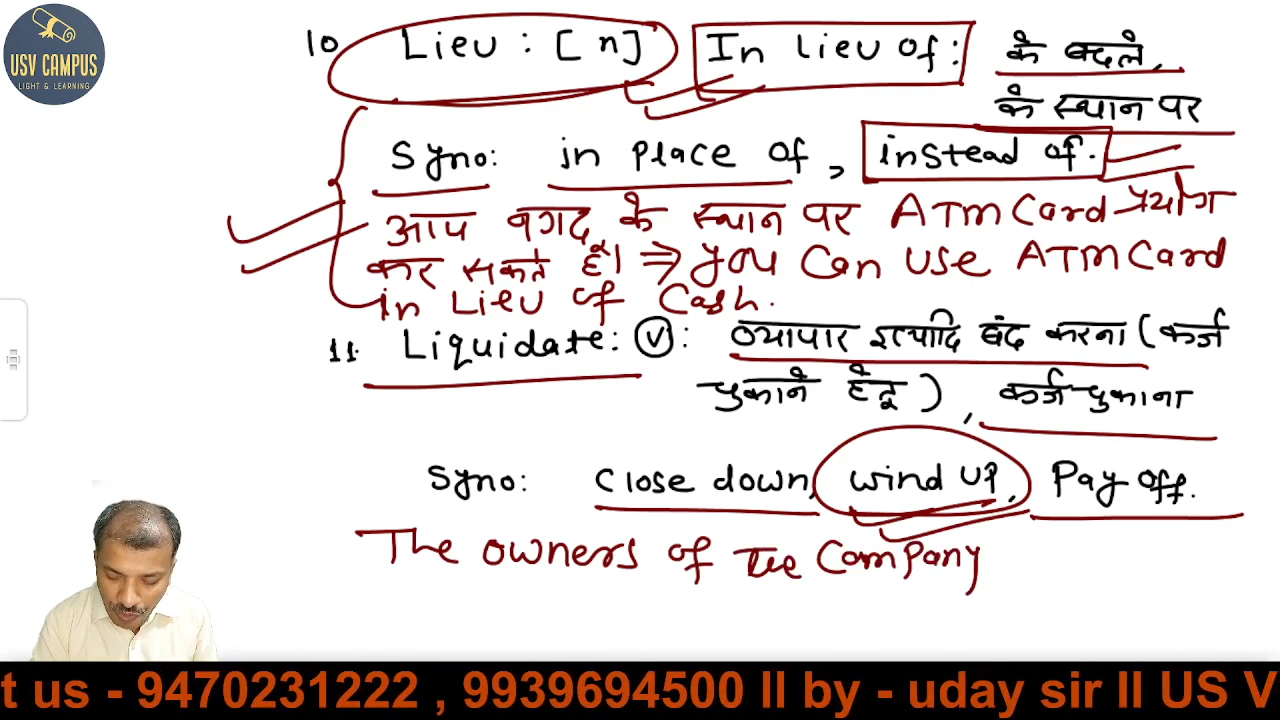 USV CAMPUS
LIGHT & LEARNING
10 Lieu : [n] In lieu of : के बदले,
के स्थान पर
Syno: in place of, instead of.
आप नगद के स्थान पर ATM Card प्रयोग
कर सकते हैं। ⇒ You can use ATM Card
in Lieu of Cash.
11. Liquidate: (V): व्यापार इत्यादि बंद करना (कर्ज
चुकाने हेतू), कर्ज चुकाना
Syno: close down, wind up, Pay off.
The owners of the Company
t us - 9470231222 , 9939694500 II by - uday sir II US V